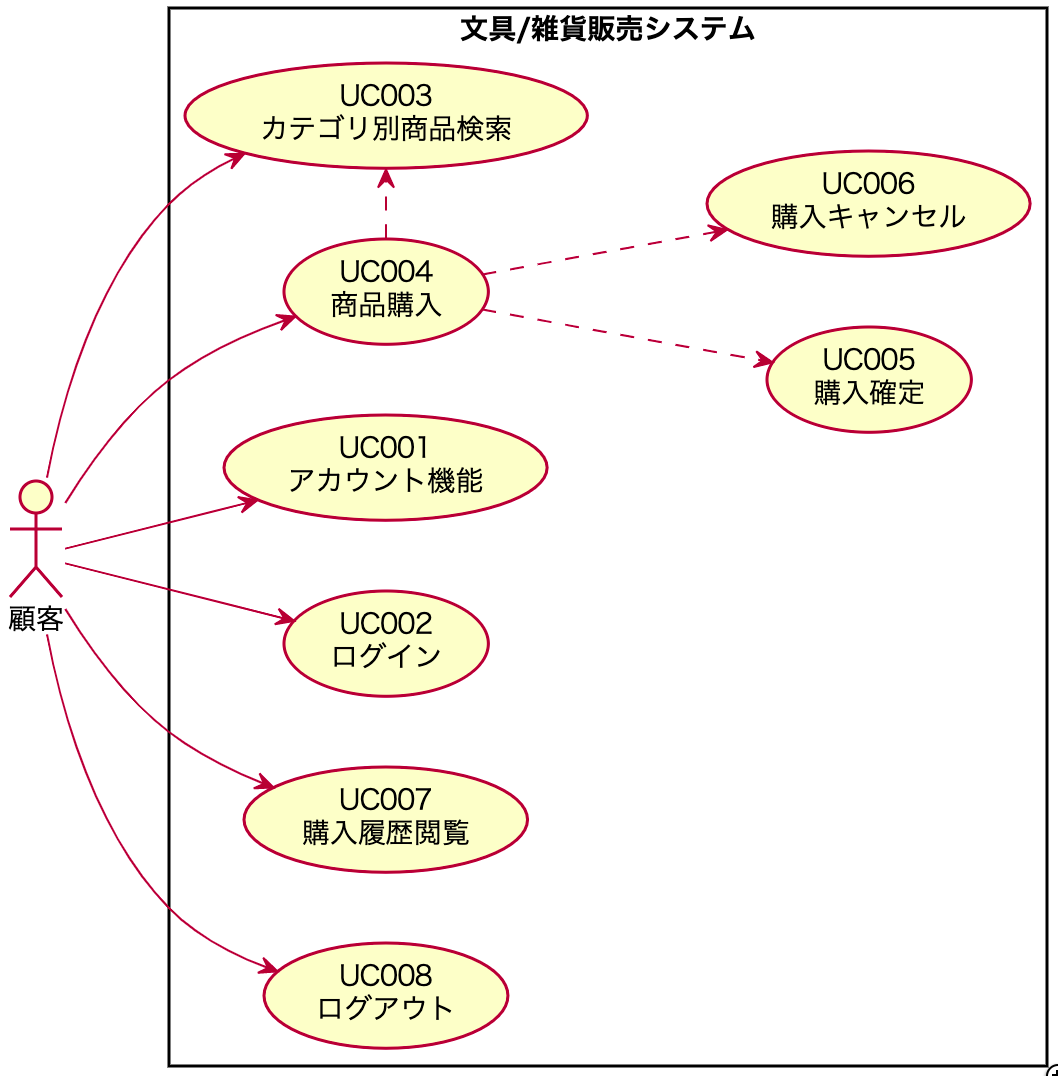 文具/雑貨販売システム
UC003
カテゴリ別商品検索
UC006
購入キャンセル
UC004
商品購入
UC005
購入確定
UC001
アカウント機能
顧客
UC002
ログイン
UC007
購入履歴閲覧
UC008
ログアウト